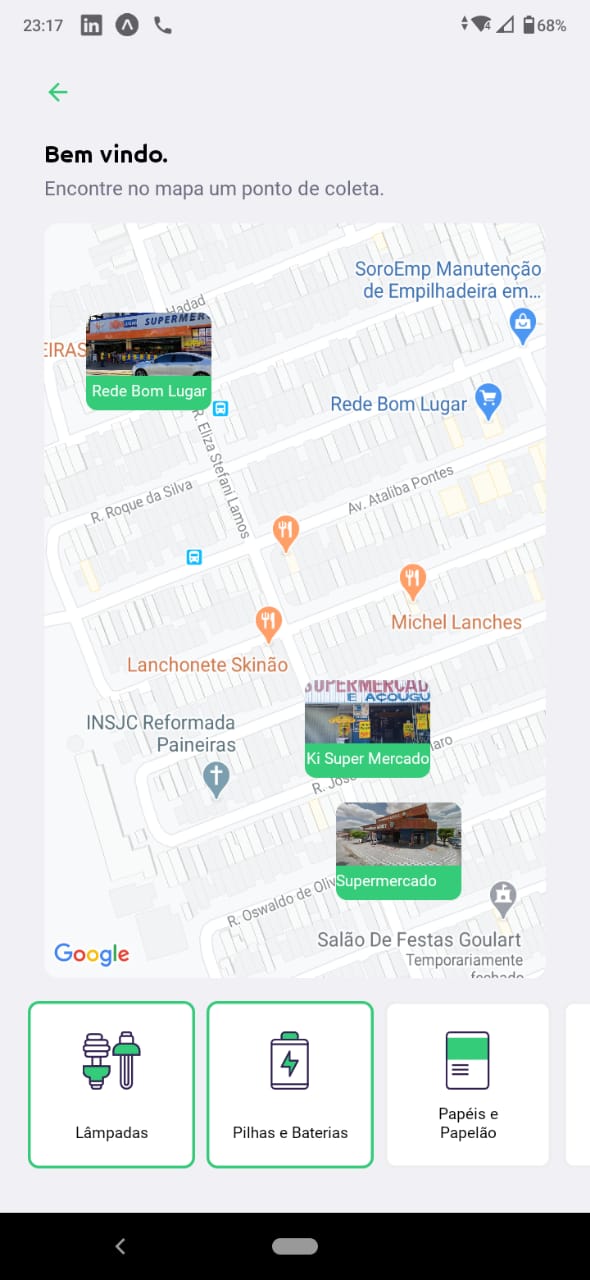 23:17
68%
Bem vindo.
Encontre no mapa um ponto de coleta.
SoroEmp Manutenção
de Empilhadeira em...
Hadad
SUPERMER
EIRAS
Rede Bom Lugar
Rede Bom Lugar
R. Eliza Stefani Lamos
R. Roque da Silva
Av. Ataliba Pontes
Michel Lanches
Lanchonete Skinão
SUPERMERCAD
E AÇOUGU
INSJC Reformada
Paineiras
Ki Super Mercado
aro
R. José
Supermercado
R. Oswaldo de Oliv
Salão De Festas Goulart
Temporariamente
fechado
Google
Lâmpadas
Pilhas e Baterias
Papéis e
Papelão